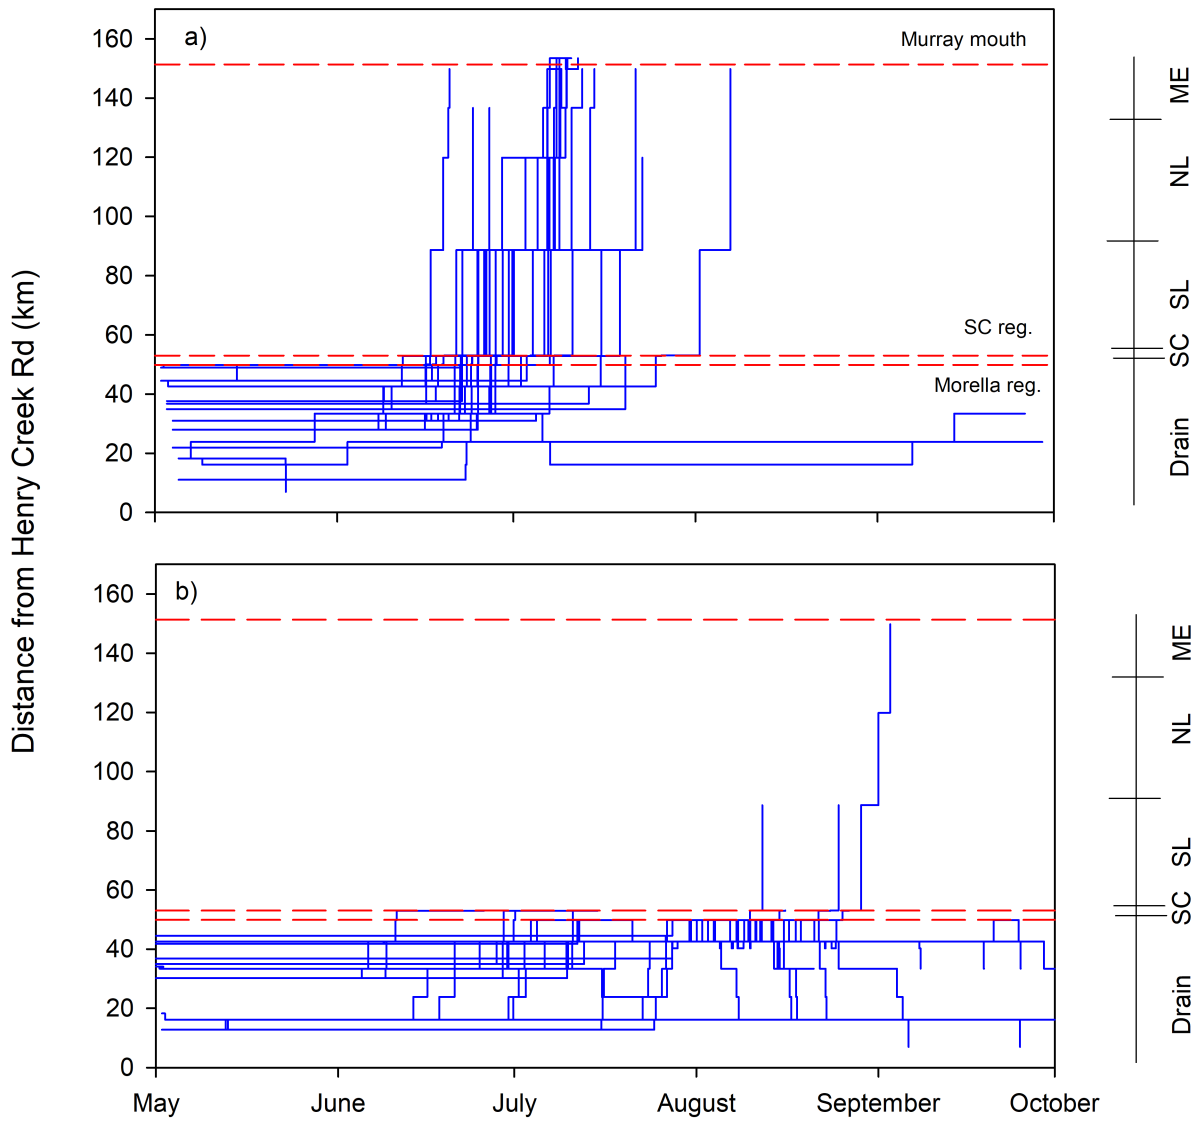 Distance from Henry Creek Rd (km)
a)
Murray mouth
SC reg.
Morella reg.
160
140
120
100
80
60
40
20
0
ME
NL
SL
SC
Drain
b)
160
140
120
100
80
60
40
20
0
ME
NL
SL
SC
Drain
May June July August September October